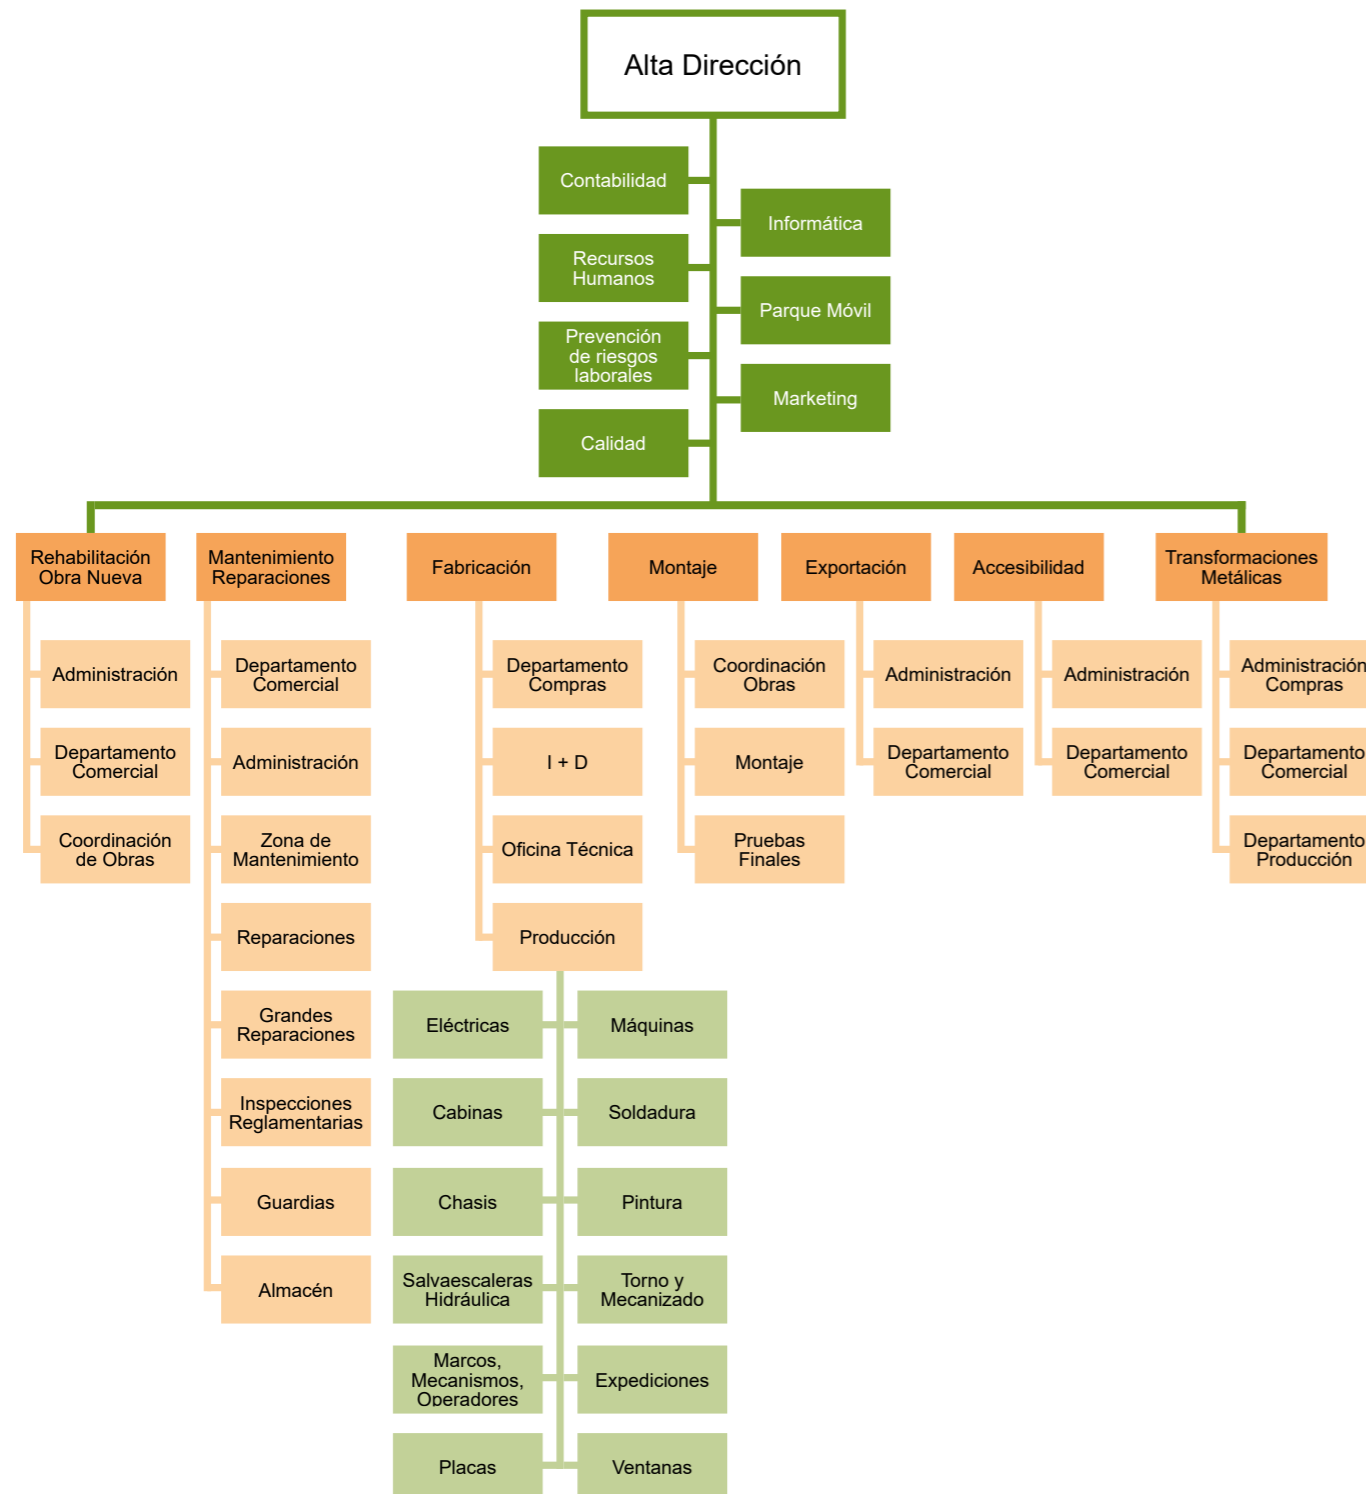 Alta Dirección
Contabilidad
Informática
Recursos
Humanos
Parque Móvil
Prevención
de riesgos
laborales
Marketing
Calidad
Rehabilitación
Obra Nueva
Administración
Departamento
Comercial
Coordinación
de Obras
Mantenimiento
Reparaciones
Departamento
Comercial
Administración
Zona de
Mantenimiento
Reparaciones
Grandes
Reparaciones
Inspecciones
Reglamentarias
Guardias
Almacén
Fabricación
Departamento
Compras
I + D
Oficina Técnica
Producción
Eléctricas
Máquinas
Cabinas
Soldadura
Chasis
Pintura
Salvaescaleras
Hidráulica
Torno y
Mecanizado
Marcos,
Mecanismos,
Operadores
Expediciones
Placas
Ventanas
Montaje
Coordinación
Obras
Montaje
Pruebas
Finales
Exportación
Administración
Departamento
Comercial
Accesibilidad
Administración
Departamento
Comercial
Transformaciones
Metálicas
Administración
Compras
Departamento
Comercial
Departamento
Producción